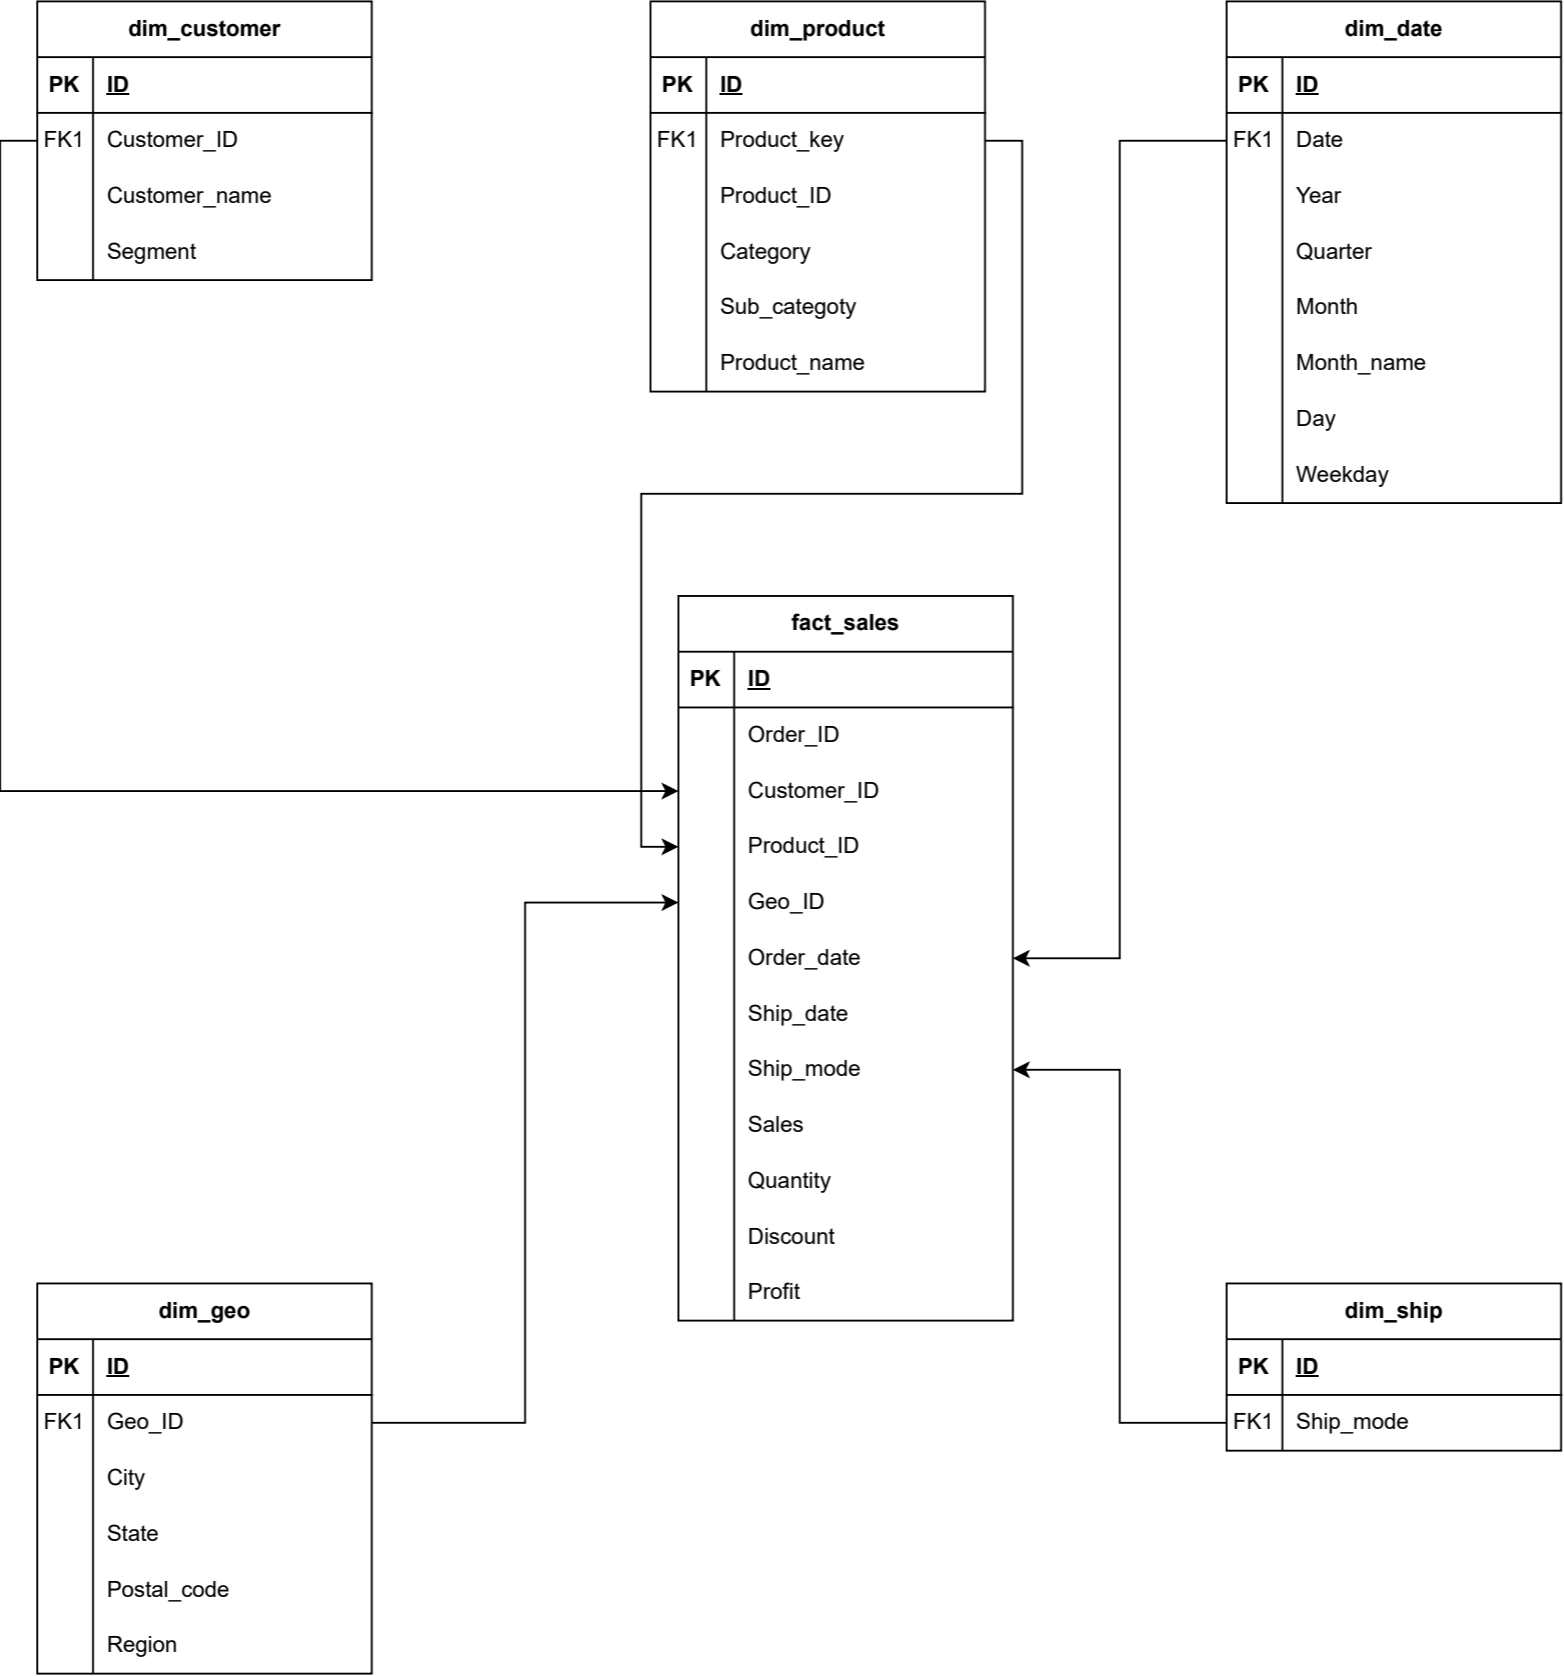 dim_customer
PK ID
FK1 Customer_ID
Customer_name
Segment
dim_product
PK ID
FK1 Product_key
Product_ID
Category
Sub_categoty
Product_name
dim_date
PK ID
FK1 Date
Year
Quarter
Month
Month_name
Day
Weekday
fact_sales
PK ID
Order_ID
Customer_ID
Product_ID
Geo_ID
Order_date
Ship_date
Ship_mode
Sales
Quantity
Discount
Profit
dim_geo
PK ID
FK1 Geo_ID
City
State
Postal_code
Region
dim_ship
PK ID
FK1 Ship_mode